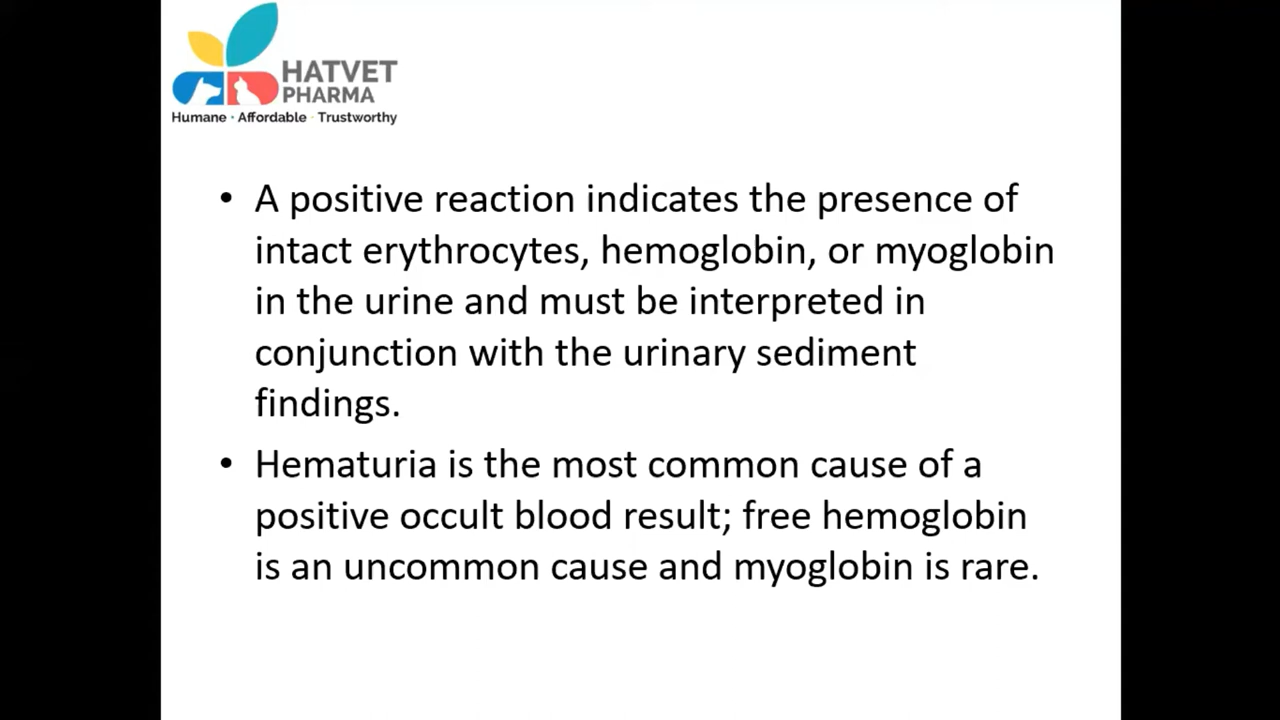 HATVET
PHARMA
Humane · Affordable · Trustworthy
• A positive reaction indicates the presence of
intact erythrocytes, hemoglobin, or myoglobin
in the urine and must be interpreted in
conjunction with the urinary sediment
findings.
• Hematuria is the most common cause of a
positive occult blood result; free hemoglobin
is an uncommon cause and myoglobin is rare.